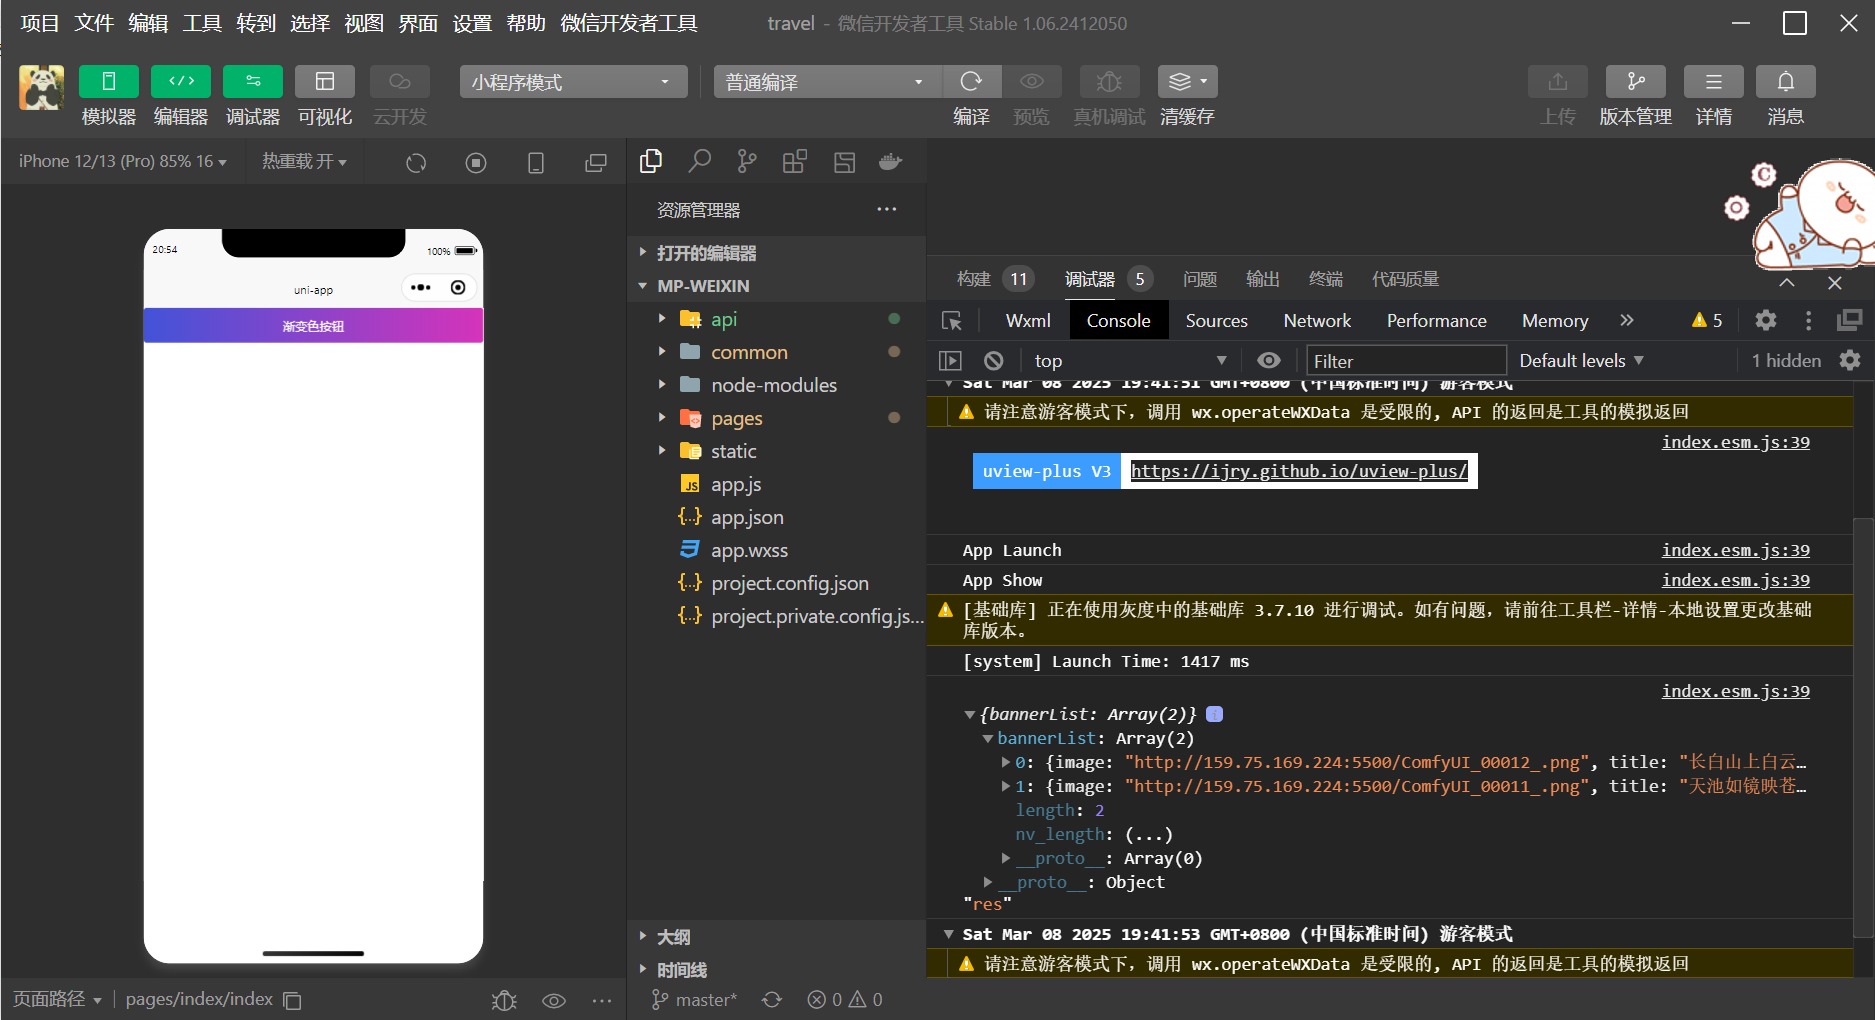 项目 文件 编辑 工具 转到 选择 视图 界面 设置 帮助 微信开发者工具 travel - 微信开发者工具 Stable 1.06.2412050
小程序模式 普通编译
模拟器 编辑器 调试器 可视化 云开发 编译 预览 真机调试 清缓存 上传 版本管理 详情 消息
iPhone 12/13 (Pro) 85% 16 热重载 开
20:54 100%
uni-app
渐变色按钮
资源管理器
打开的编辑器
MP-WEIXIN
api
common
node-modules
pages
static
JS app.js
{..} app.json
app.wxss
{..} project.config.json
{..} project.private.config.js...
大纲
时间线
C
构建 11 调试器 5 问题 输出 终端 代码质量
Wxml Console Sources Network Performance Memory 5
top Filter Default levels 1 hidden
Sat Mar 08 2025 19:41:51 GMT+0800 (中国标准时间) 游客模式
请注意游客模式下，调用 wx.operateWXData 是受限的, API 的返回是工具的模拟返回
index.esm.js:39
uview-plus V3 https://ijry.github.io/uview-plus/
App Launch index.esm.js:39
App Show index.esm.js:39
[基础库] 正在使用灰度中的基础库 3.7.10 进行调试。如有问题，请前往工具栏-详情-本地设置更改基础
库版本。
[system] Launch Time: 1417 ms
index.esm.js:39
{bannerList: Array(2)} i
bannerList: Array(2)
0: {image: "http://159.75.169.224:5500/ComfyUI_00012_.png", title: "长白山上白云…
1: {image: "http://159.75.169.224:5500/ComfyUI_00011_.png", title: "天池如镜映苍…
length: 2
nv_length: (...)
__proto__: Array(0)
__proto__: Object
"res"
Sat Mar 08 2025 19:41:53 GMT+0800 (中国标准时间) 游客模式
请注意游客模式下，调用 wx.operateWXData 是受限的, API 的返回是工具的模拟返回
页面路径 pages/index/index master* 0 0